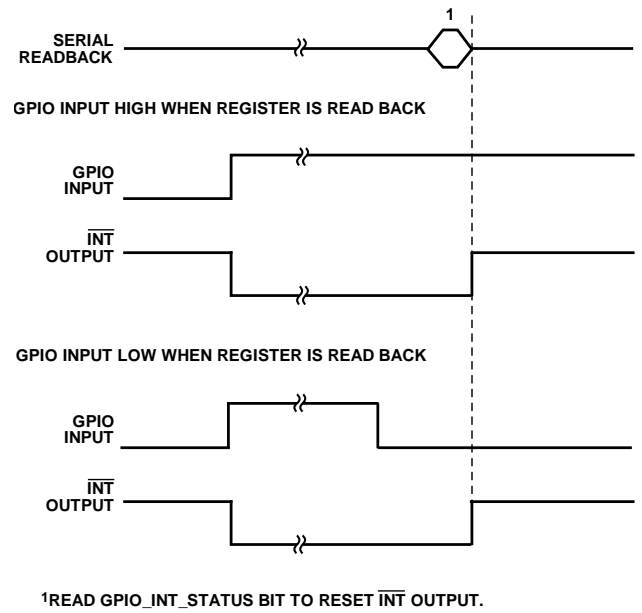 1
SERIAL
READBACK
GPIO INPUT HIGH WHEN REGISTER IS READ BACK
GPIO
INPUT
INT
OUTPUT
GPIO INPUT LOW WHEN REGISTER IS READ BACK
GPIO
INPUT
INT
OUTPUT
1READ GPIO_INT_STATUS BIT TO RESET INT OUTPUT.